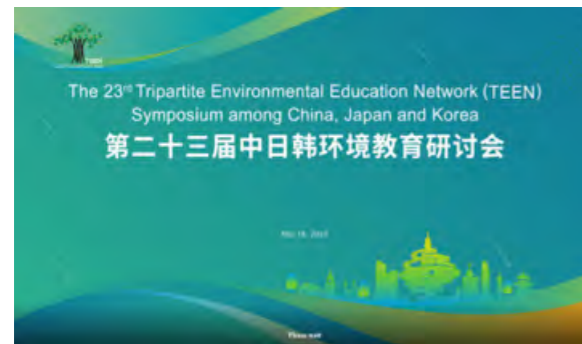 TEEN
The 23rd Tripartite Environmental Education Network (TEEN)
Symposium among China, Japan and Korea
第二十三届中日韩环境教育研讨会